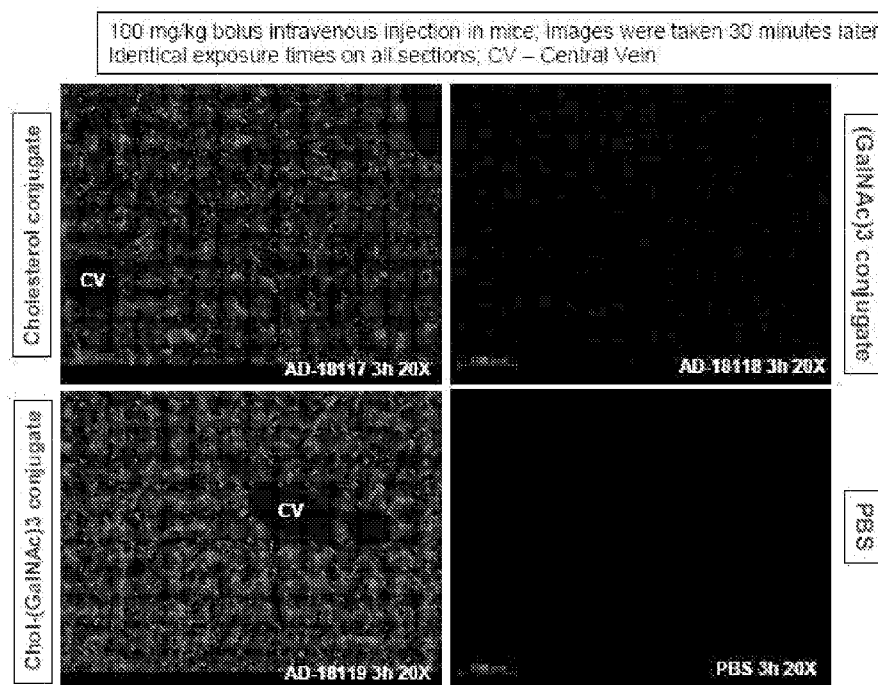 100 mg/kg bolus intravenous injection in mice; Images were taken 30 minutes later
Identical exposure times on all sections; CV – Central Vein
Cholesterol conjugate
CV
AD-18117 3h 20X
AD-18118 3h 20X
(GalNAc)3 conjugate
Chol-(GalNAc)3 conjugate
CV
AD-18119 3h 20X
PBS 3h 20X
PBS